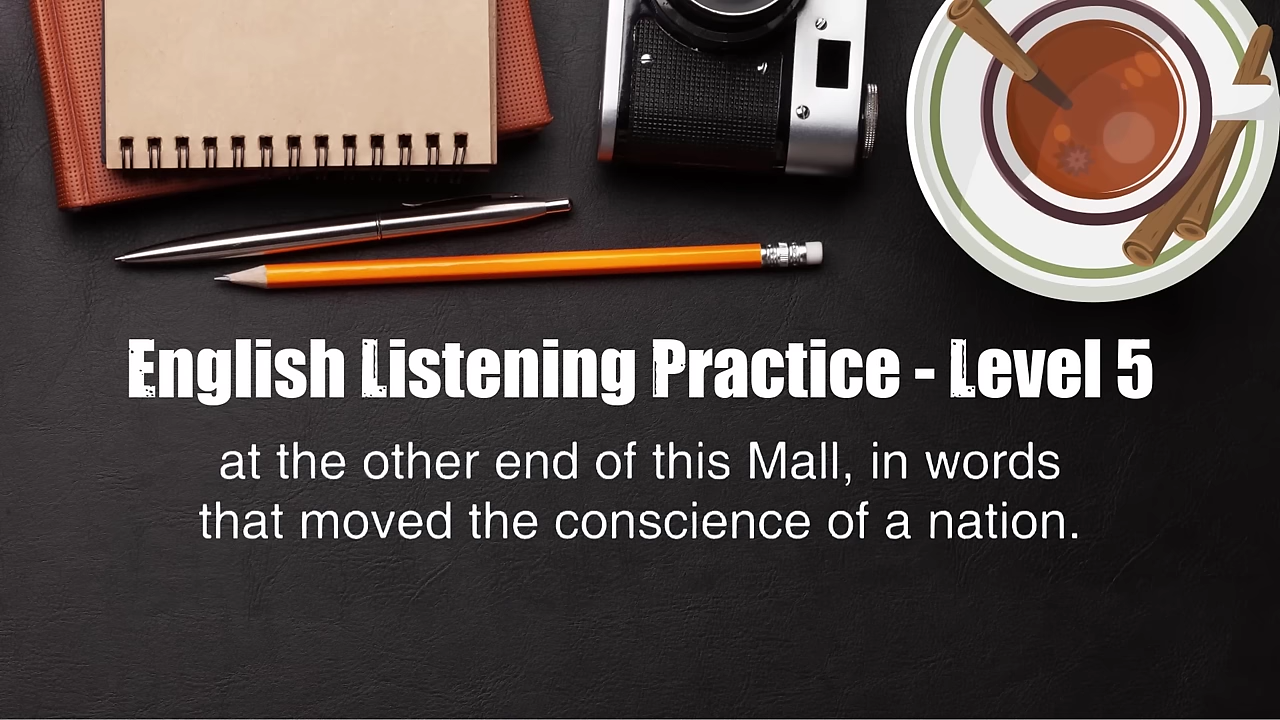 English Listening Practice - Level 5
at the other end of this Mall, in words
that moved the conscience of a nation.